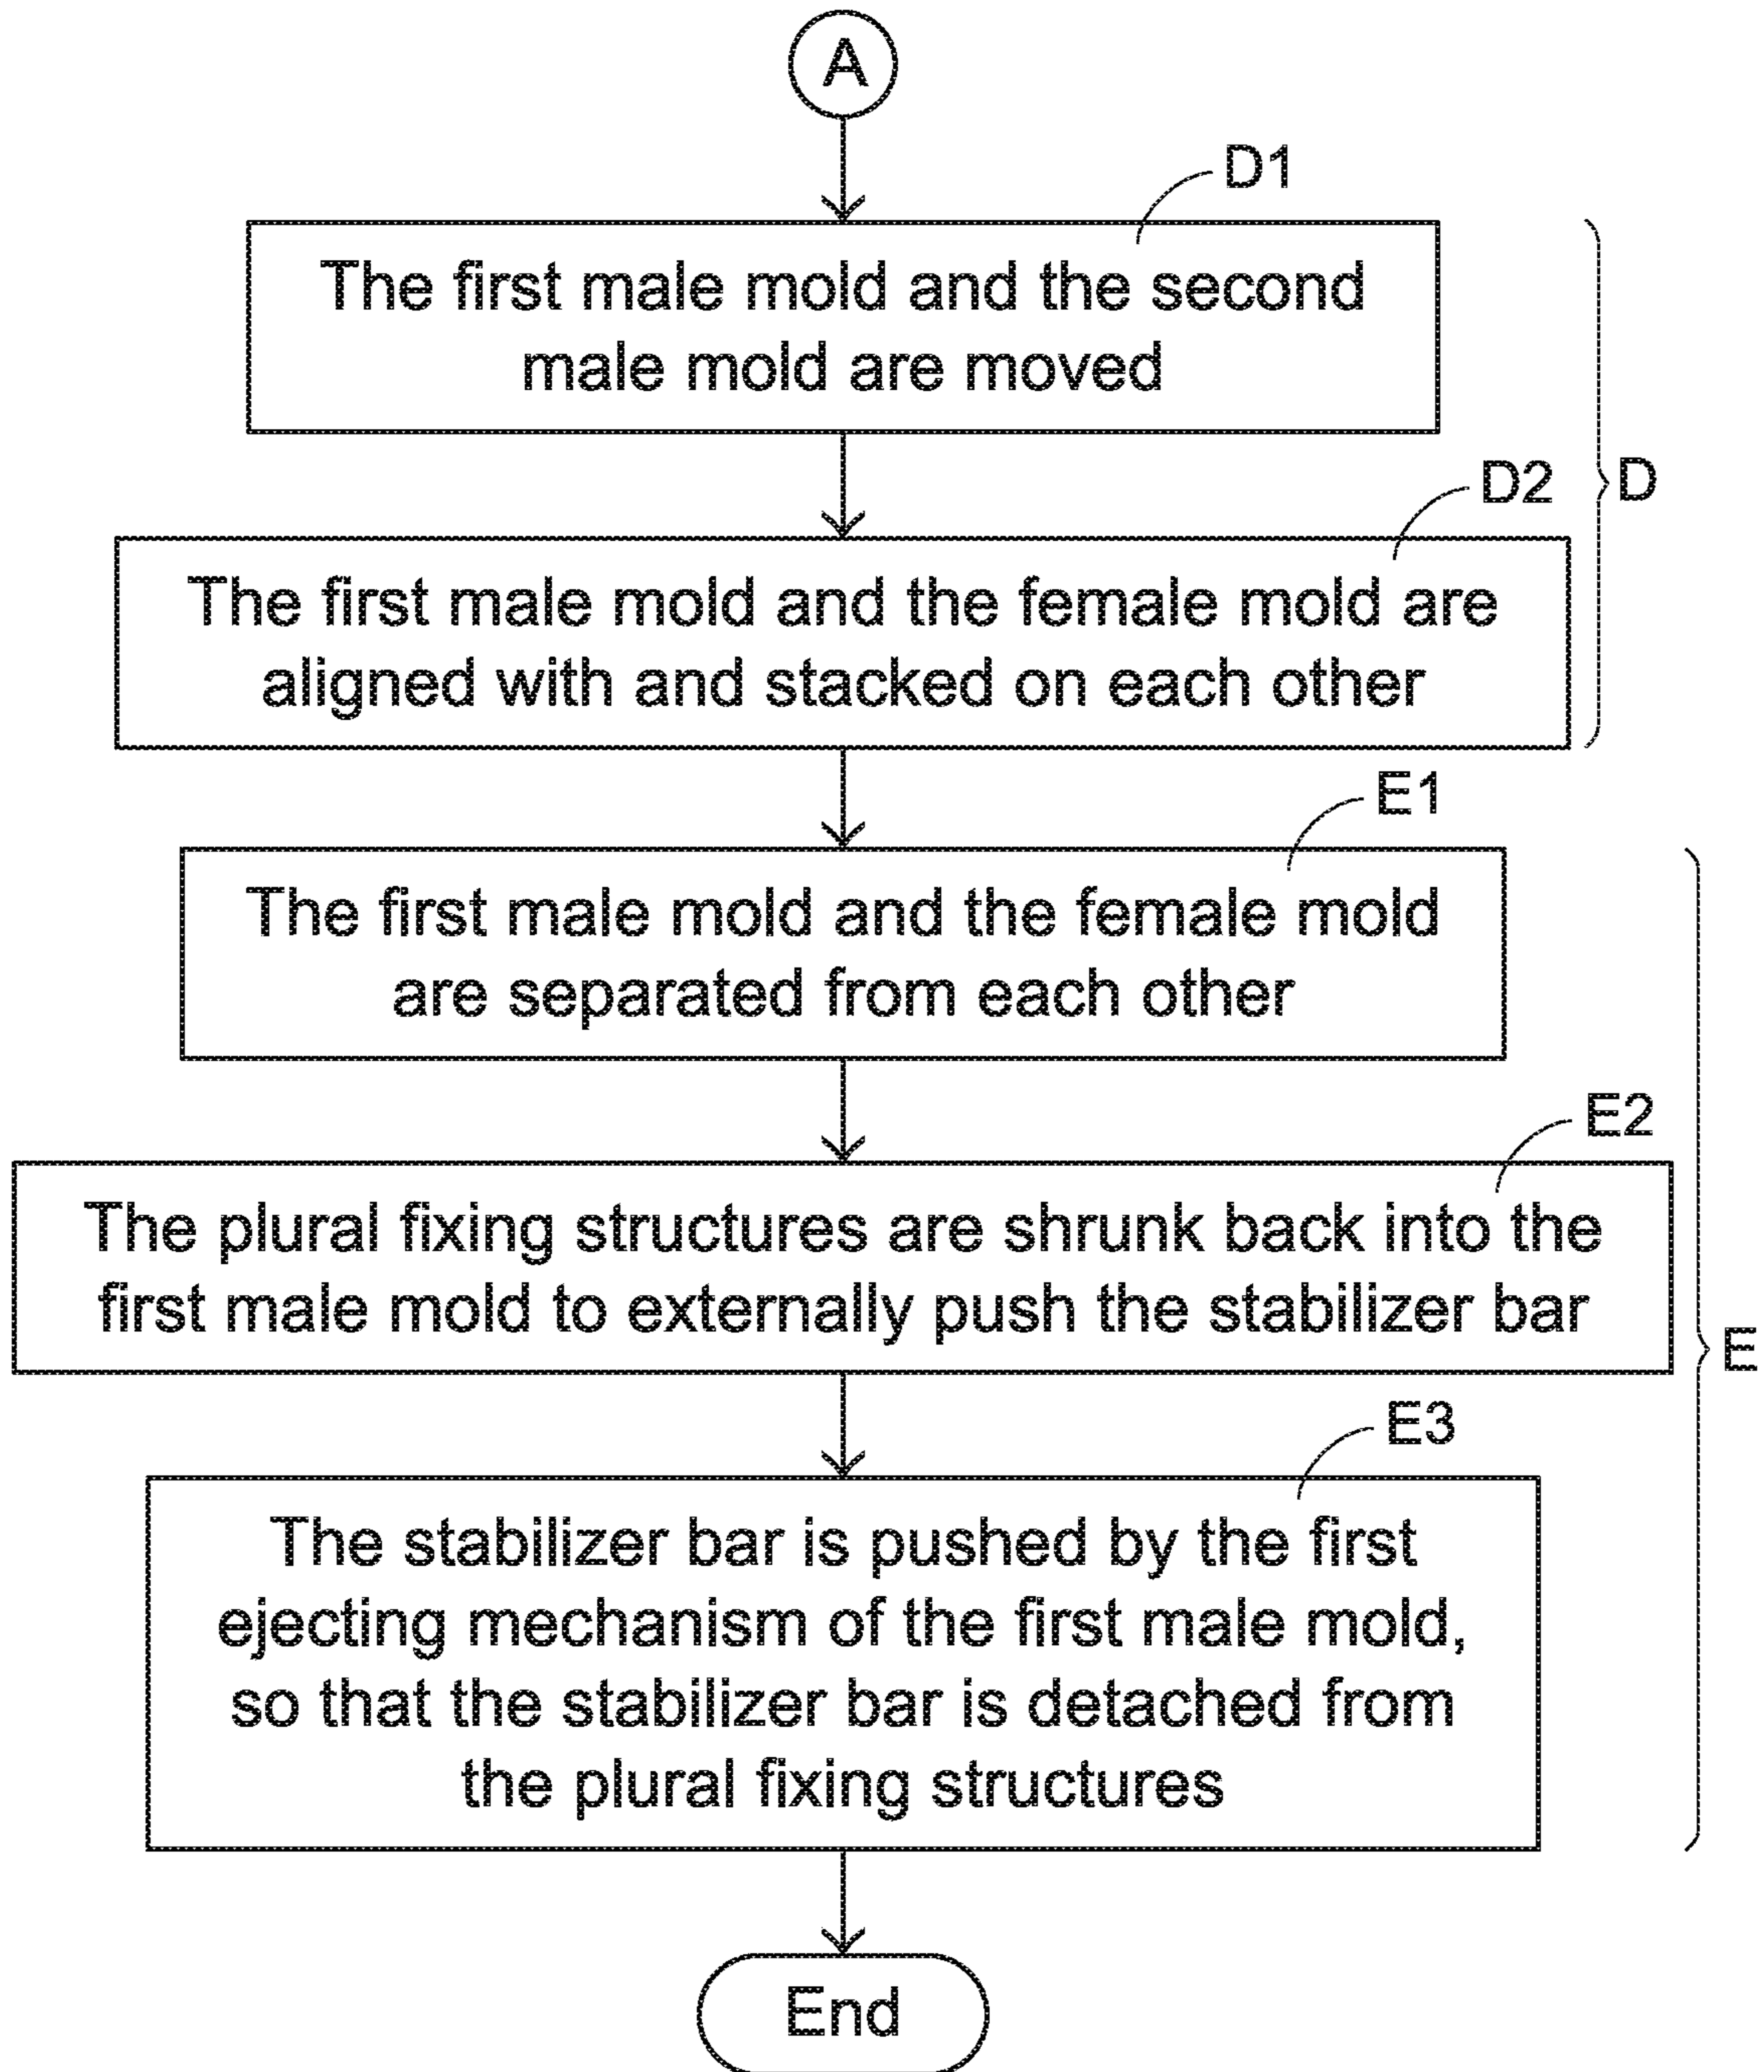 A
D1
The first male mold and the second
male mold are moved
D2
D
The first male mold and the female mold are
aligned with and stacked on each other
E1
The first male mold and the female mold
are separated from each other
E2
The plural fixing structures are shrunk back into the
first male mold to externally push the stabilizer bar
E
E3
The stabilizer bar is pushed by the first
ejecting mechanism of the first male mold,
so that the stabilizer bar is detached from
the plural fixing structures
End